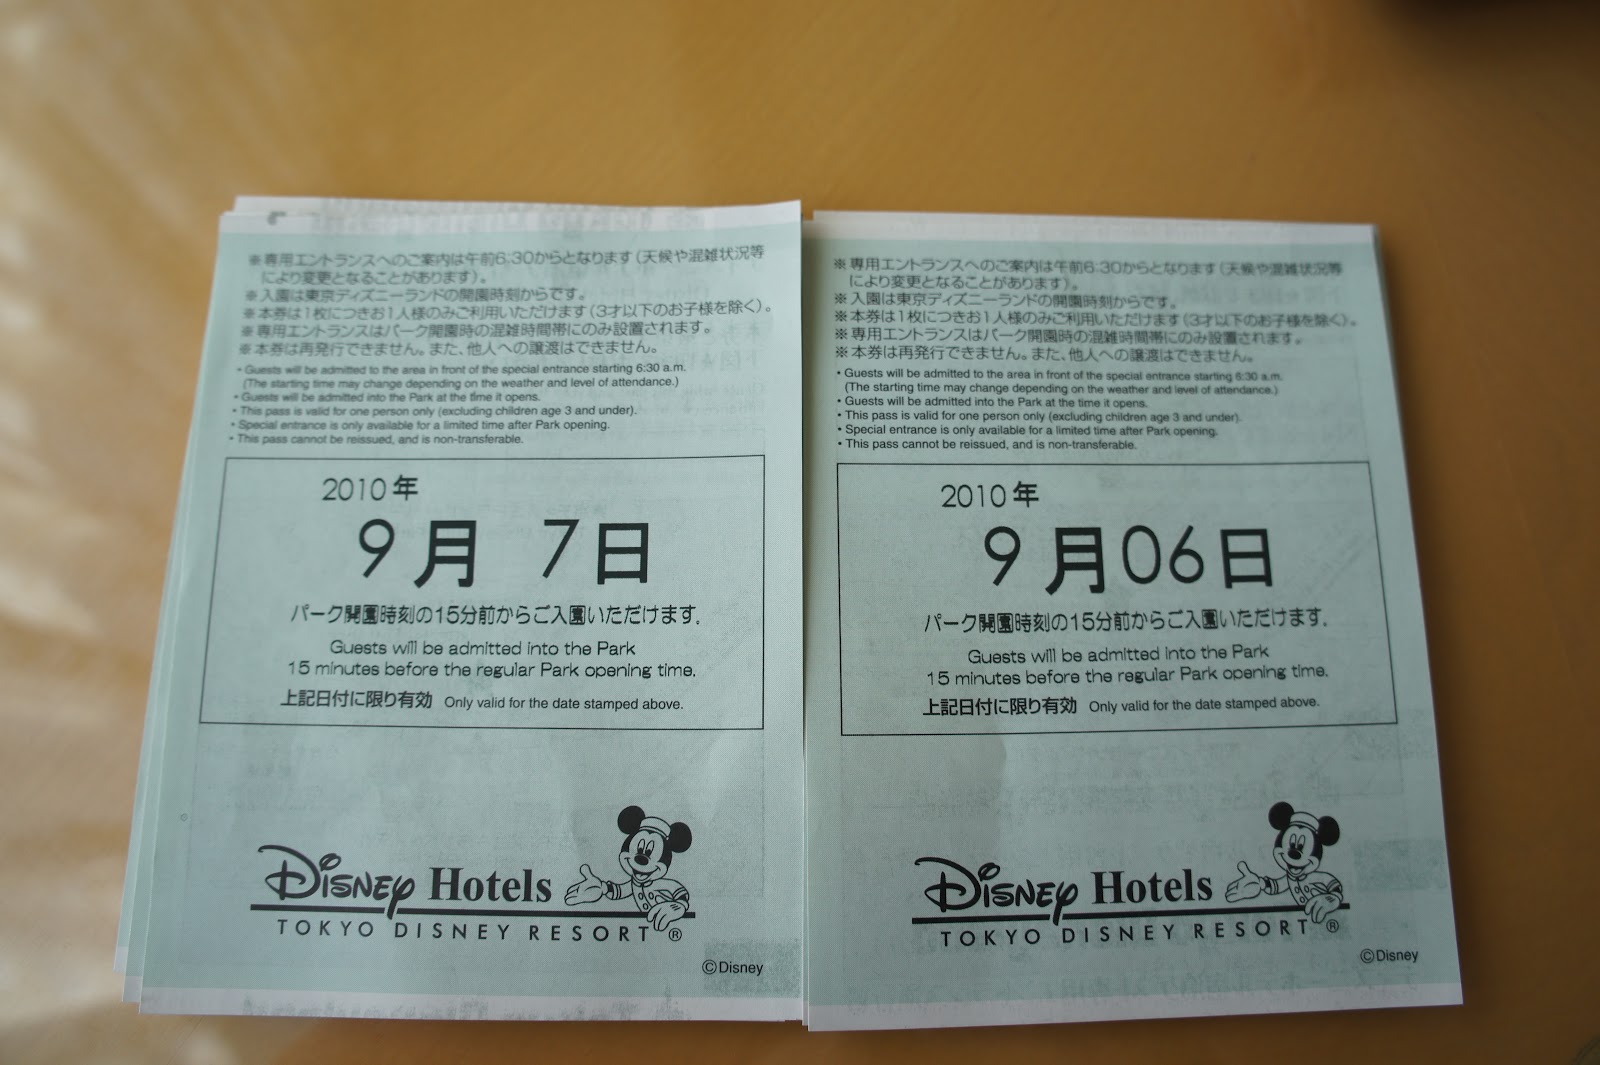 ※専用エントランスへのご案内は午前6:30からとなります(天候や混雑状況等
により変更となることがあります)。
※入園は東京ディズニーランドの開園時刻からです。
※本券は1枚につきお1人様のみご利用いただけます(3才以下のお子様を除く)。
※専用エントランスはパーク開園時の混雑時間帯にのみ設置されます。
※本券は再発行できません。また、他人への譲渡はできません。
• Guests will be admitted to the area in front of the special entrance starting 6:30 a.m.
(The starting time may change depending on the weather and level of attendance.)
• Guests will be admitted into the Park at the time it opens.
• This pass is valid for one person only (excluding children age 3 and under).
• Special entrance is only available for a limited time after Park opening.
• This pass cannot be reissued, and is non-transferable.
2010年
9月 7日
パーク開園時刻の15分前からご入園いただけます。
Guests will be admitted into the Park
15 minutes before the regular Park opening time.
上記日付に限り有効 Only valid for the date stamped above.
Disney Hotels
TOKYO DISNEY RESORT®
©Disney
※専用エントランスへのご案内は午前6:30からとなります(天候や混雑状況等
により変更となることがあります)。
※入園は東京ディズニーランドの開園時刻からです。
※本券は1枚につきお1人様のみご利用いただけます(3才以下のお子様を除く)。
※専用エントランスはパーク開園時の混雑時間帯にのみ設置されます。
※本券は再発行できません。また、他人への譲渡はできません。
• Guests will be admitted to the area in front of the special entrance starting 6:30 a.m.
(The starting time may change depending on the weather and level of attendance.)
• Guests will be admitted into the Park at the time it opens.
• This pass is valid for one person only (excluding children age 3 and under).
• Special entrance is only available for a limited time after Park opening.
• This pass cannot be reissued, and is non-transferable.
2010年
9月06日
パーク開園時刻の15分前からご入園いただけます。
Guests will be admitted into the Park
15 minutes before the regular Park opening time.
上記日付に限り有効 Only valid for the date stamped above.
Disney Hotels
TOKYO DISNEY RESORT®
©Disney